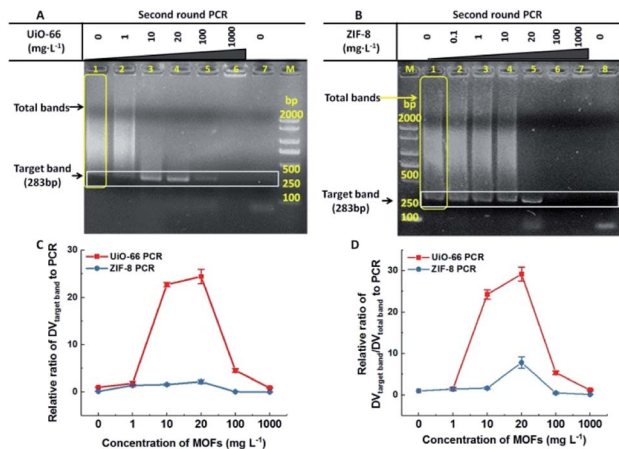 A
Second round PCR
UiO-66
(mg·L-1)
0
1
10
20
100
1000
0
1 2 3 4 5 6 7 M
Total bands
bp
2000
500
250
100
Target band
(283bp)
B
Second round PCR
ZIF-8
(mg·L-1)
0
0.1
1
10
20
100
1000
0
M 1 2 3 4 5 6 7 8
bp
Total bands
2000
500
250
100
Target band
(283bp)
C
UiO-66 PCR
ZIF-8 PCR
Relative ratio of DVtarget band to PCR
30
20
10
0
0 1 10 20 100 1000
Concentration of MOFs (mg L-1)
D
UiO-66 PCR
ZIF-8 PCR
Relative ratio of
DVtarget band/DVtotal band to PCR
30
20
10
0
0 1 10 20 100 1000
Concentration of MOFs (mg L-1)